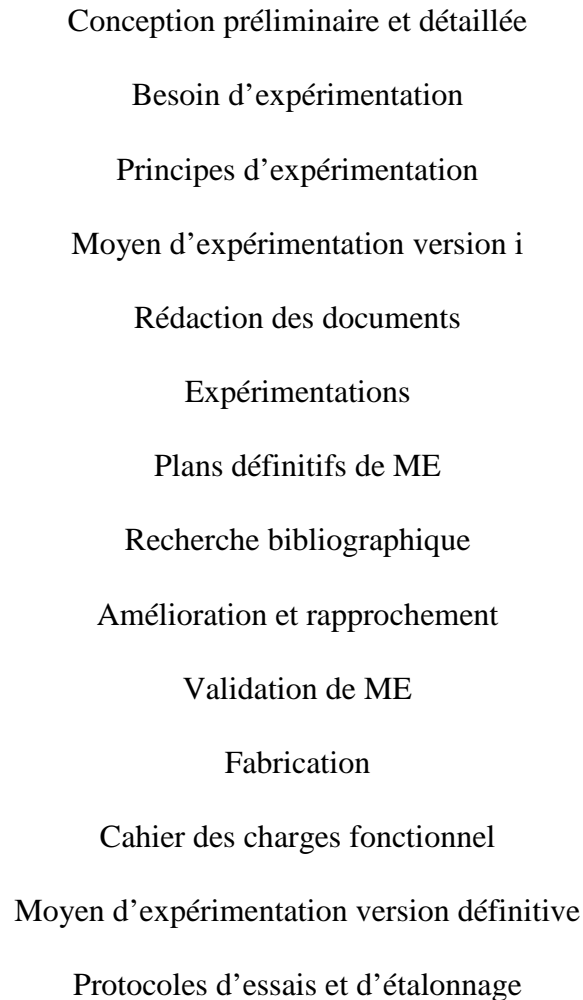 Conception préliminaire et détaillée
Besoin d’expérimentation
Principes d’expérimentation
Moyen d’expérimentation version i
Rédaction des documents
Expérimentations
Plans définitifs de ME
Recherche bibliographique
Amélioration et rapprochement
Validation de ME
Fabrication
Cahier des charges fonctionnel
Moyen d’expérimentation version définitive
Protocoles d’essais et d’étalonnage